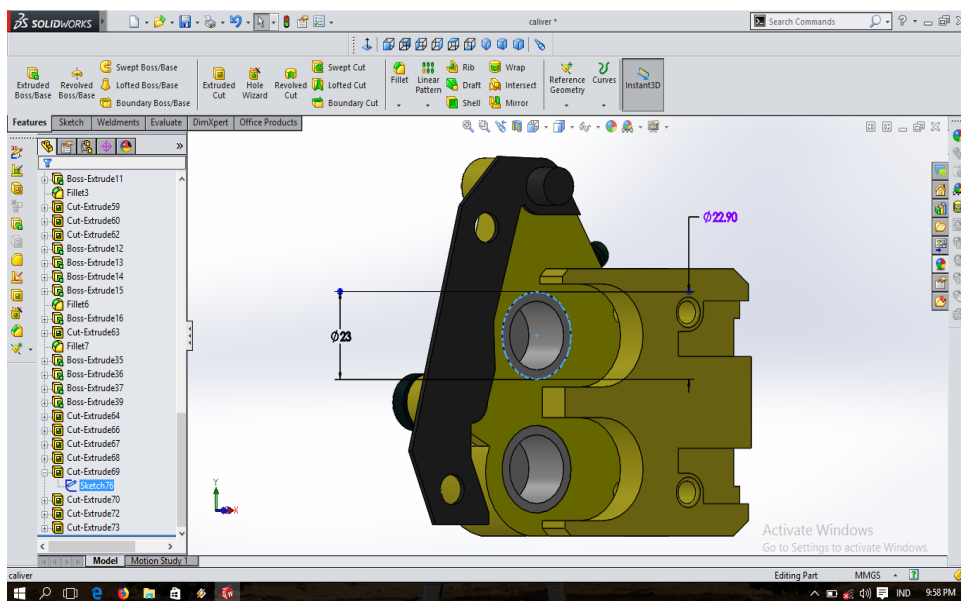 SOLIDWORKS
caliver *
Search Commands
Extruded Boss/Base
Revolved Boss/Base
Swept Boss/Base
Lofted Boss/Base
Boundary Boss/Base
Extruded Cut
Hole Wizard
Revolved Cut
Swept Cut
Lofted Cut
Boundary Cut
Fillet
Linear Pattern
Rib
Draft
Shell
Wrap
Intersect
Mirror
Reference Geometry
Curves
Instant3D
Features
Sketch
Weldments
Evaluate
DimXpert
Office Products
Boss-Extrude11
Fillet3
Cut-Extrude59
Cut-Extrude60
Cut-Extrude62
Boss-Extrude12
Boss-Extrude13
Boss-Extrude14
Boss-Extrude15
Fillet6
Boss-Extrude16
Cut-Extrude63
Fillet7
Boss-Extrude35
Boss-Extrude36
Boss-Extrude37
Boss-Extrude39
Cut-Extrude64
Cut-Extrude66
Cut-Extrude67
Cut-Extrude68
Cut-Extrude69
Sketch76
Cut-Extrude70
Cut-Extrude72
Cut-Extrude73
Ø22.90
Ø23
Y
X
Activate Windows
Go to Settings to activate Windows.
Model
Motion Study 1
caliver
Editing Part
MMGS
IND
9:58 PM